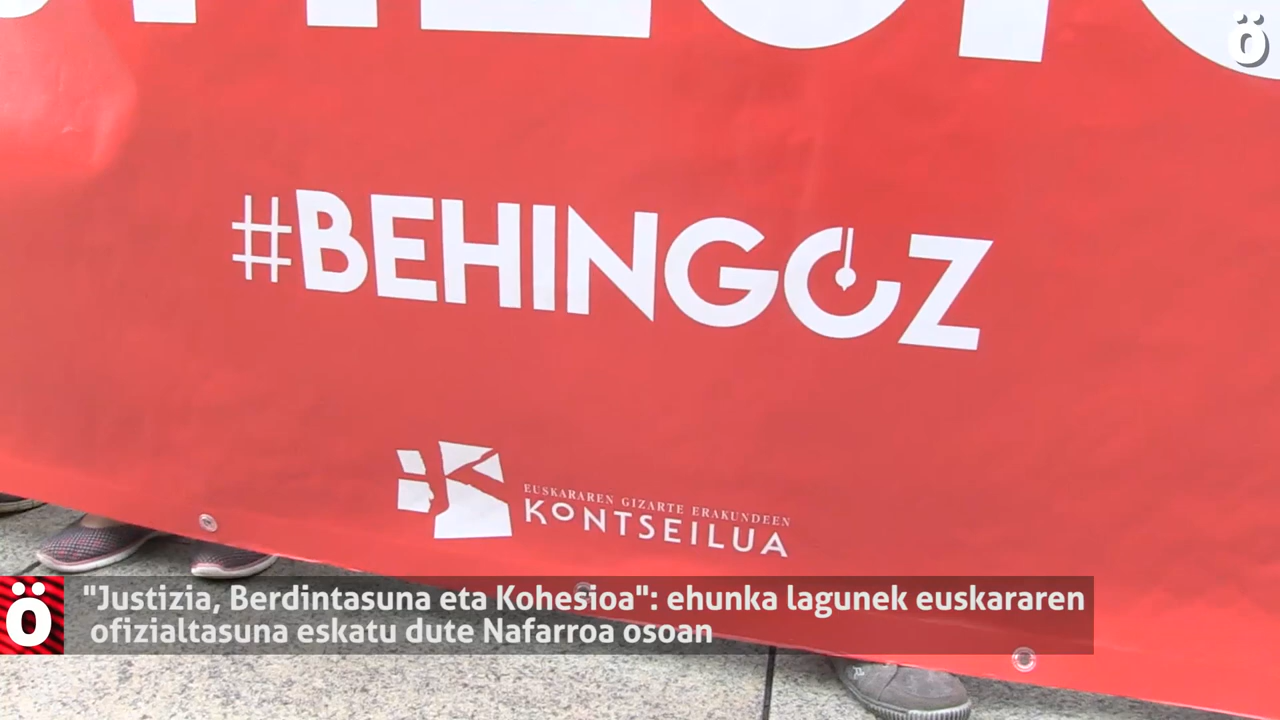 ö
#BEHINGOZ
EUSKARAREN GIZARTE ERAKUNDEEN
KONTSEILUA
ö
"Justizia, Berdintasuna eta Kohesioa": ehunka lagunek euskararen
ofizialtasuna eskatu dute Nafarroa osoan